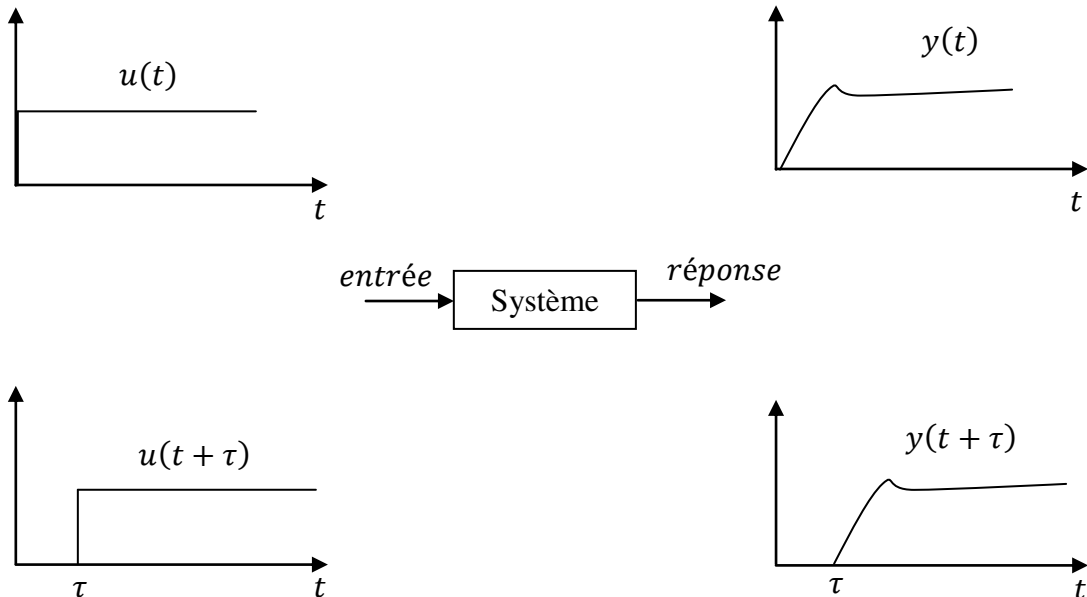 u(t)
t
y(t)
t
entrée
Système
réponse
u(t + τ)
τ
t
y(t + τ)
τ
t